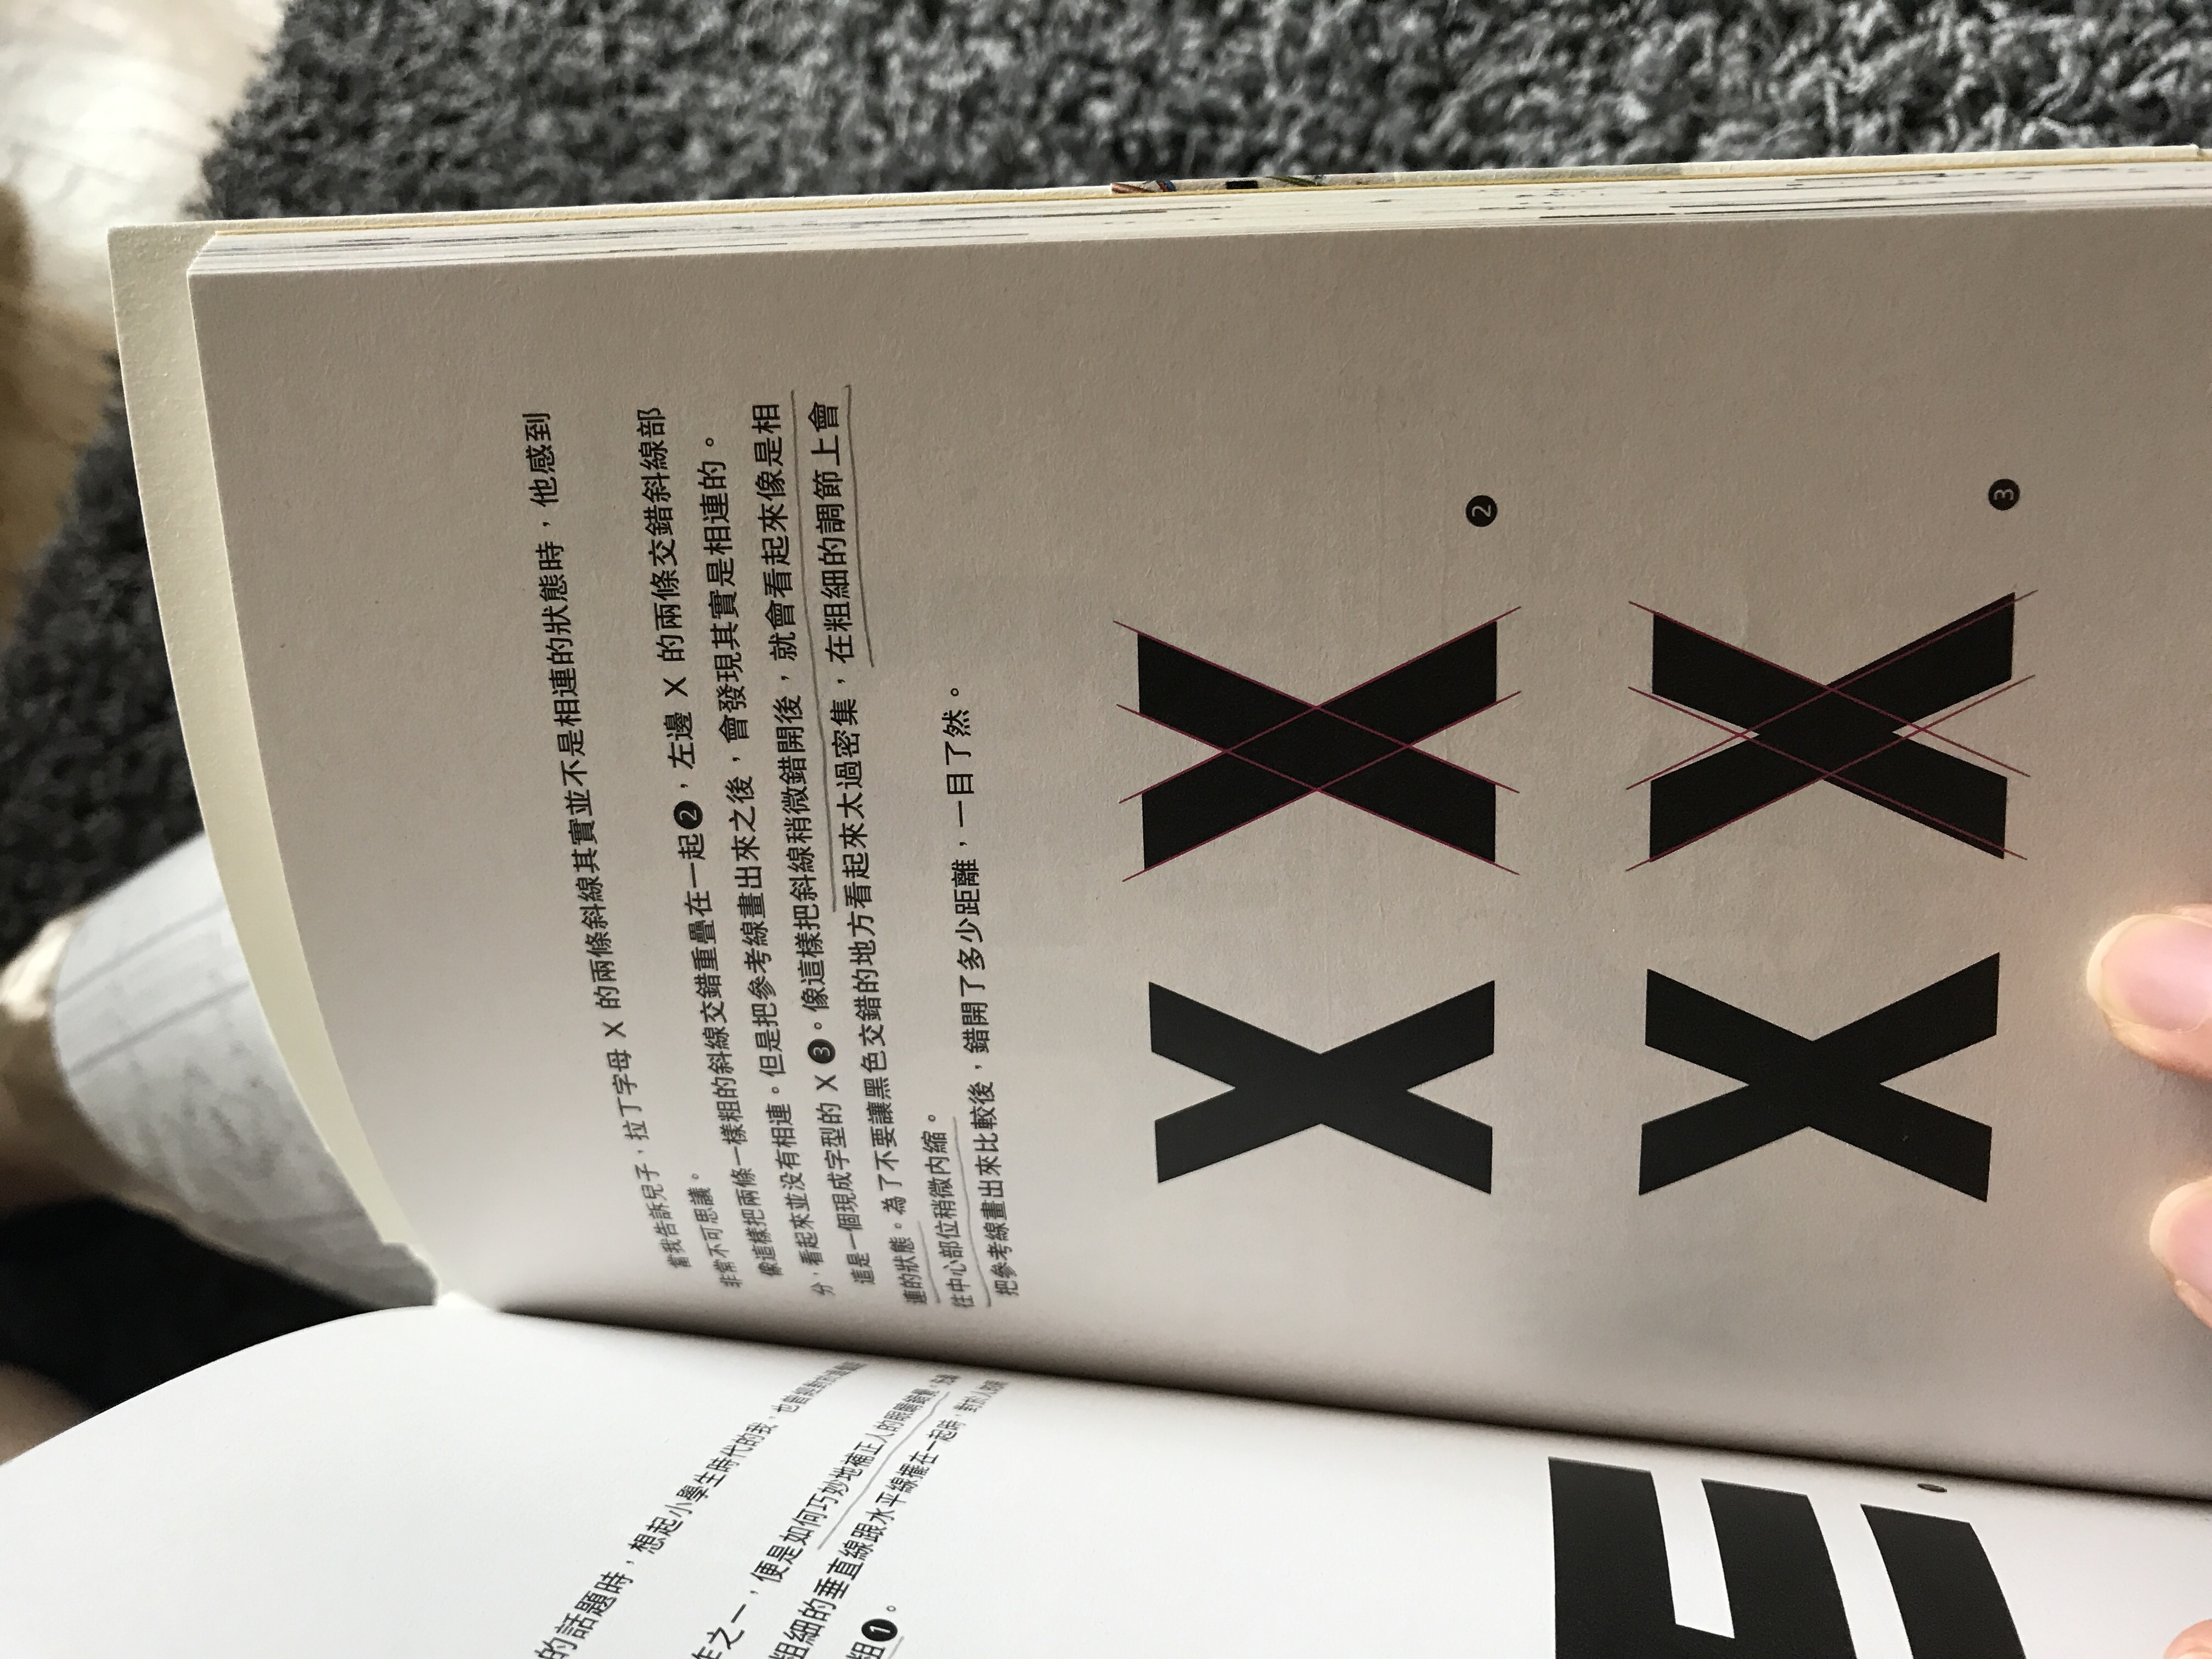 的話題時，想起小學生時代的我，也曾經
作之一，便是如何巧妙地補正人的眼睛錯覺。
粗細的垂直線跟水平線擺在一起時，對於人
粗❶。
當我告訴兒子，拉丁字母 X 的兩條斜線其實並不是相連的狀態時，他感到
非常不可思議。
像這樣把兩條一樣粗的斜線交錯重疊在一起❷，左邊 X 的兩條交錯斜線部
分，看起來並沒有相連。但是把參考線畫出來之後，會發現其實是相連的。
這是一個現成字型的 X ❸。像這樣把斜線稍微錯開後，就會看起來像是相
連的狀態。為了不要讓黑色交錯的地方看起來太過密集，在粗細的調節上會
往中心部位稍微內縮。
把參考線畫出來比較後，錯開了多少距離，一目了然。
X X ❷
X X ❸